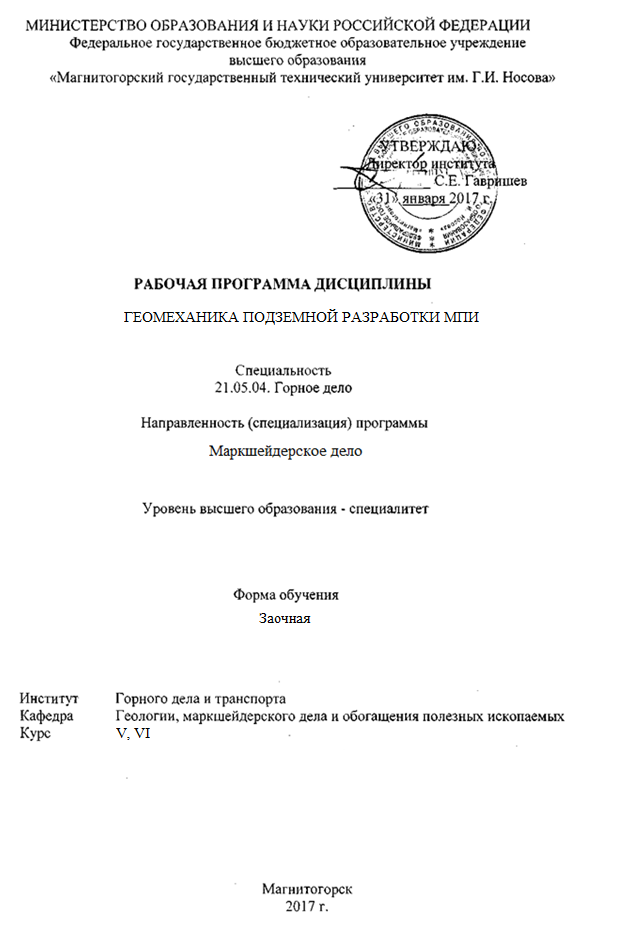 МИНИСТЕРСТВО ОБРАЗОВАНИЯ И НАУКИ РОССИЙСКОЙ ФЕДЕРАЦИИ
Федеральное государственное бюджетное образовательное учреждение
высшего образования
«Магнитогорский государственный технический университет им. Г.И. Носова»
УТВЕРЖДАЮ
Директор института
С.Е. Гавришев
«31» января 2017 г.
РАБОЧАЯ ПРОГРАММА ДИСЦИПЛИНЫ
ГЕОМЕХАНИКА ПОДЗЕМНОЙ РАЗРАБОТКИ МПИ
Специальность
21.05.04. Горное дело
Направленность (специализация) программы
Маркшейдерское дело
Уровень высшего образования - специалитет
Форма обучения
Заочная
Институт Горного дела и транспорта
Кафедра Геологии, маркшейдерского дела и обогащения полезных ископаемых
Курс V, VI
Магнитогорск
2017 г.